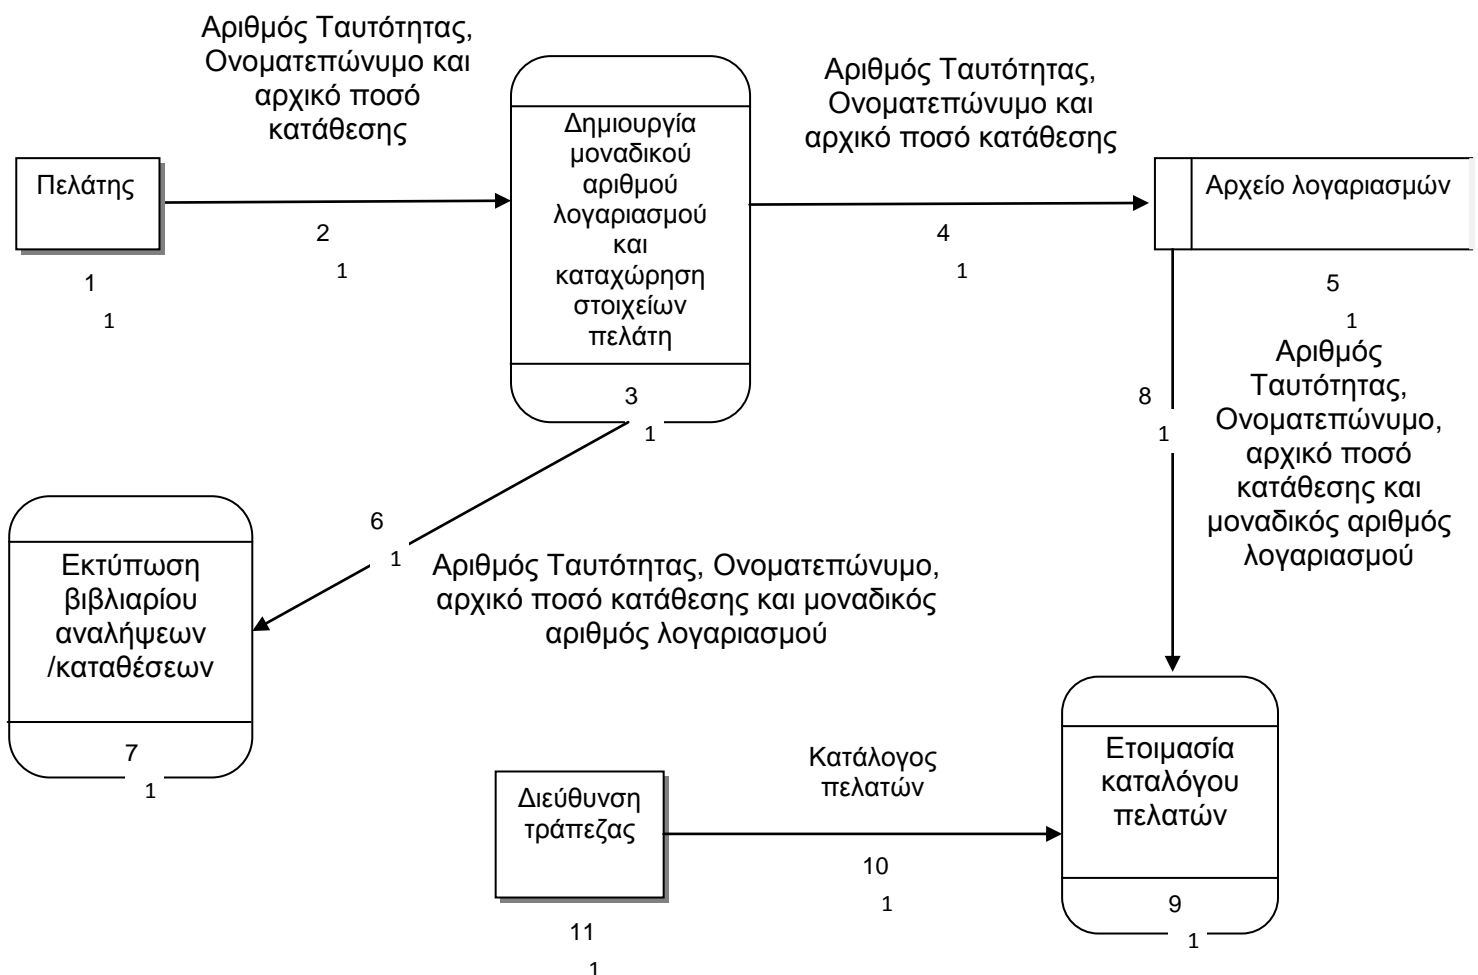 Αριθμός Ταυτότητας,
Ονοματεπώνυμο και
αρχικό ποσό
κατάθεσης
Αριθμός Ταυτότητας,
Ονοματεπώνυμο και
αρχικό ποσό κατάθεσης
Πελάτης
1
1
2
1
Δημιουργία
μοναδικού
αριθμού
λογαριασμού
και
καταχώρηση
στοιχείων
πελάτη
3
1
4
1
Αρχείο λογαριασμών
5
1
8
1
Αριθμός
Ταυτότητας,
Ονοματεπώνυμο,
αρχικό ποσό
κατάθεσης και
μοναδικός αριθμός
λογαριασμού
6
1
Αριθμός Ταυτότητας, Ονοματεπώνυμο,
αρχικό ποσό κατάθεσης και μοναδικός
αριθμός λογαριασμού
Εκτύπωση
βιβλιαρίου
αναλήψεων
/καταθέσεων
7
1
Διεύθυνση
τράπεζας
11
1
Κατάλογος
πελατών
10
1
Ετοιμασία
καταλόγου
πελατών
9
1